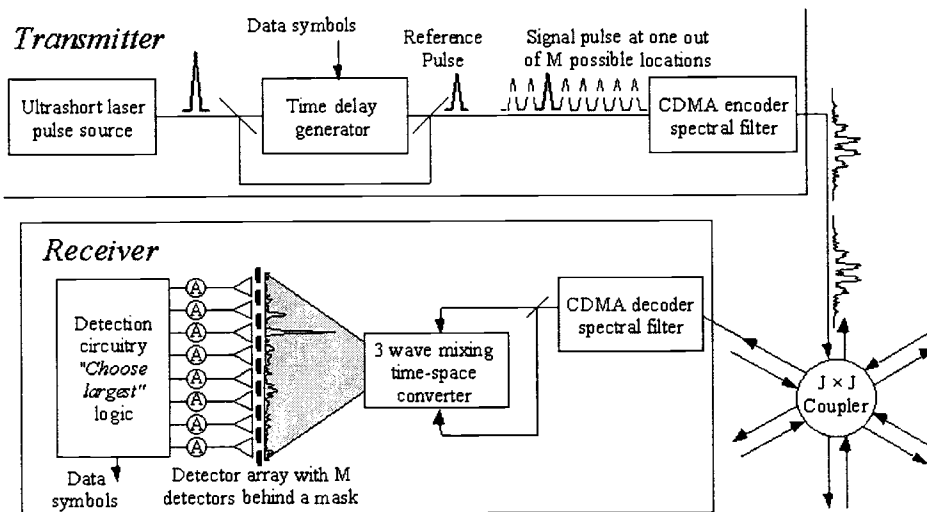 Transmitter
Data symbols
Reference
Pulse
Signal pulse at one out
of M possible locations
Ultrashort laser
pulse source
Time delay
generator
CDMA encoder
spectral filter
Receiver
Detection
circuitry
"Choose
largest"
logic
A
A
A
A
A
A
A
A
3 wave mixing
time-space
converter
CDMA decoder
spectral filter
J × J
Coupler
Data
symbols
Detector array with M
detectors behind a mask